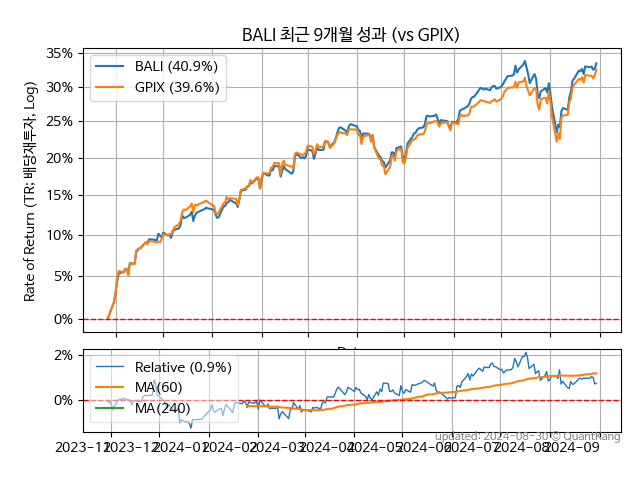 BALI 최근 9개월 성과 (vs GPIX)
35%
30%
25%
20%
15%
10%
5%
0%
Rate of Return (TR: 배당재투자, Log)
BALI (40.9%)
GPIX (39.6%)
2%
0%
Relative (0.9%)
MA(60)
MA(240)
updated: 2024-08-30 © QuantKang
2023-11 2023-12 2024-01 2024-02 2024-03 2024-04 2024-05 2024-06 2024-07 2024-08 2024-09